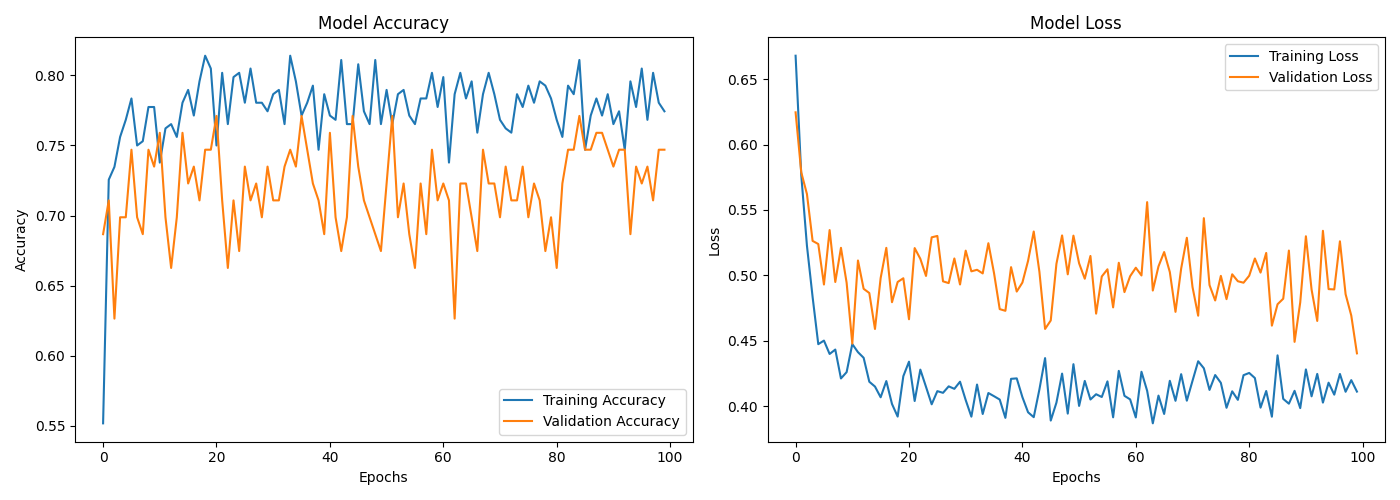 Model Accuracy
Accuracy
0.80
0.75
0.70
0.65
0.60
0.55
0 20 40 60 80 100
Epochs
Training Accuracy
Validation Accuracy
Model Loss
Loss
0.65
0.60
0.55
0.50
0.45
0.40
0 20 40 60 80 100
Epochs
Training Loss
Validation Loss